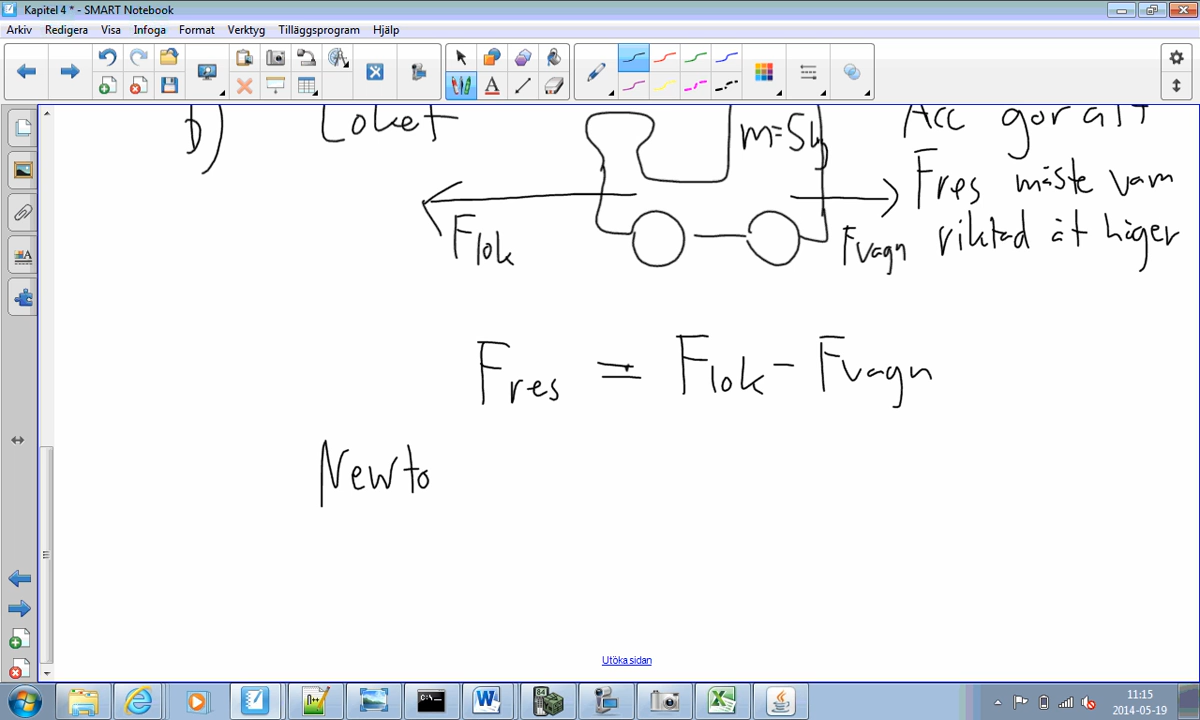 Kapitel 4 * - SMART Notebook
Arkiv Redigera Visa Infoga Format Verktyg Tilläggsprogram Hjälp
b) Loket m=5kg Acc gör att
Fres måste vara
Flok Fvagn riktad åt höger
Fres = Flok - Fvagn
Newto
Utöka sidan
11:15
2014-05-19